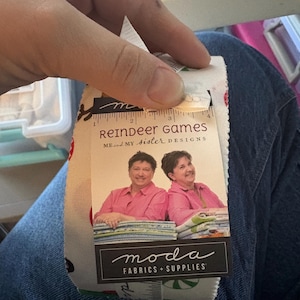 m
REINDEER GAMES
ME and MY sister DESIGNS
moda
FABRICS + SUPPLIES